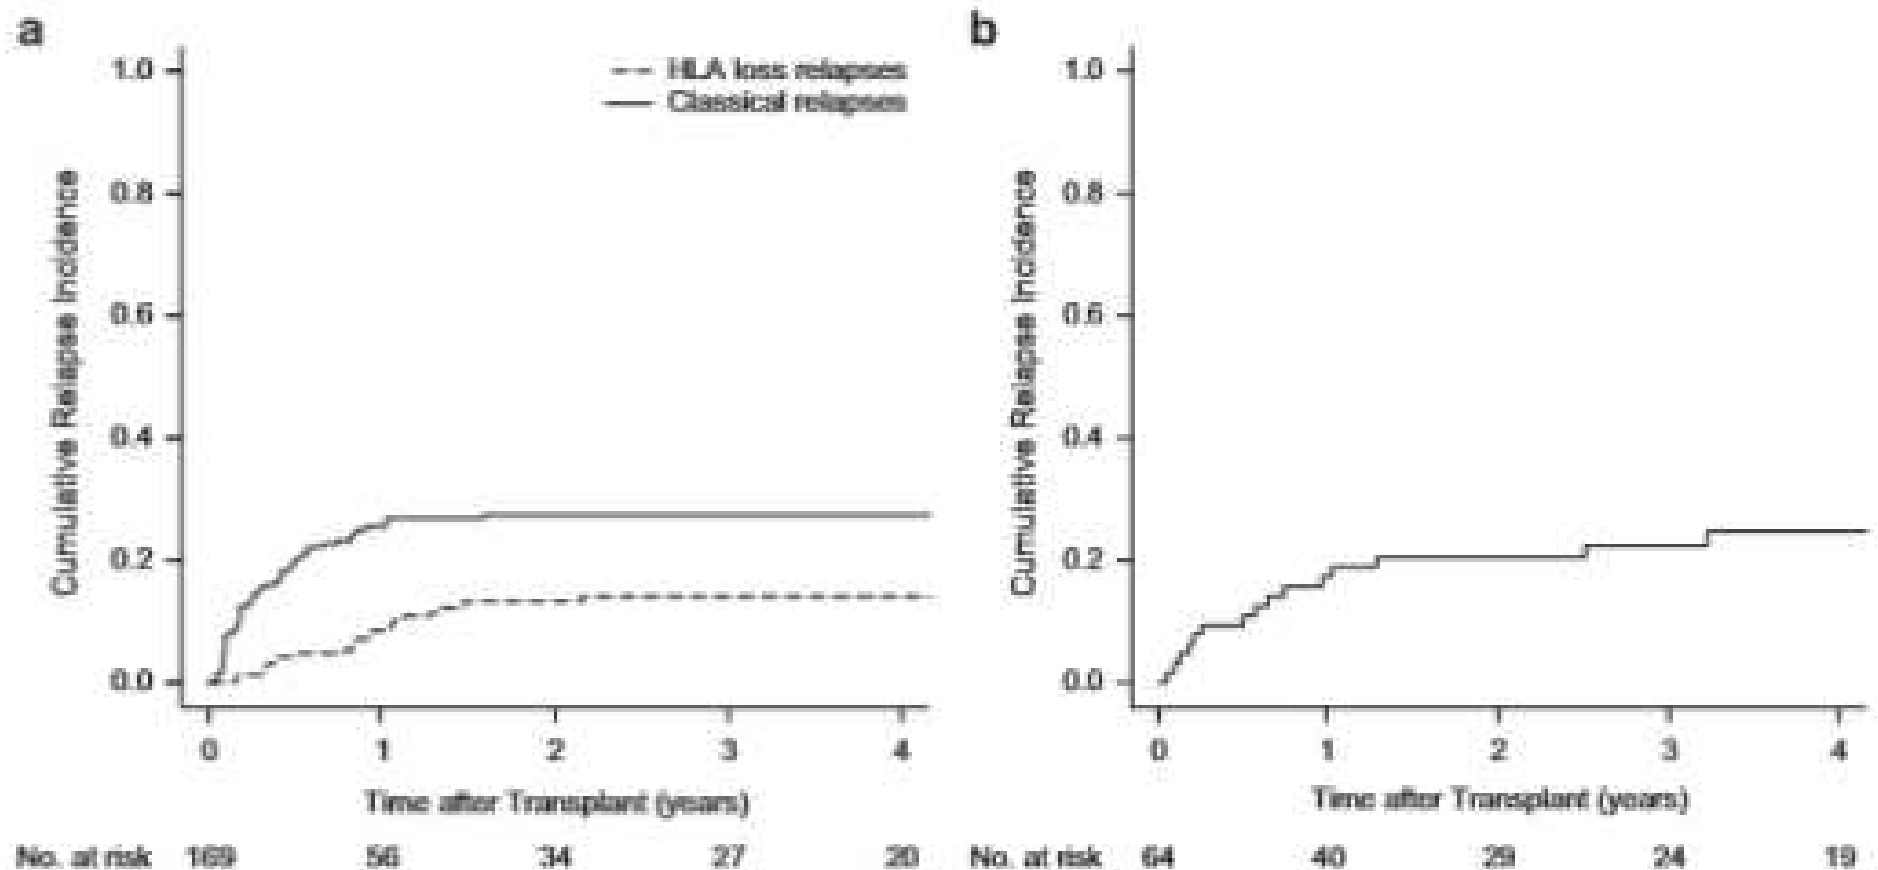 a
1.0
0.8
0.6
0.4
0.2
0.0
Cumulative Relapse Incidence
HLA loss relapses
Classical relapses
0 1 2 3 4
Time after Transplant (years)
No. at risk 169 56 34 27 20
b
1.0
0.8
0.6
0.4
0.2
0.0
Cumulative Relapse Incidence
0 1 2 3 4
Time after Transplant (years)
No. at risk 64 40 29 24 19